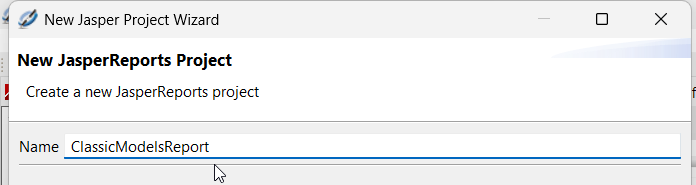 New Jasper Project Wizard
New JasperReports Project
Create a new JasperReports project
Name ClassicModelsReport